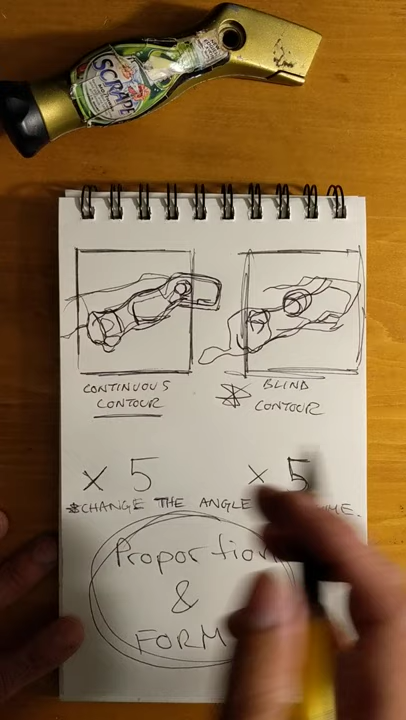 SCRAPE
CONTINUOUS
CONTOUR
BLIND
CONTOUR
x 5
x 5
*CHANGE THE ANGLE
Proportion
&
FORM